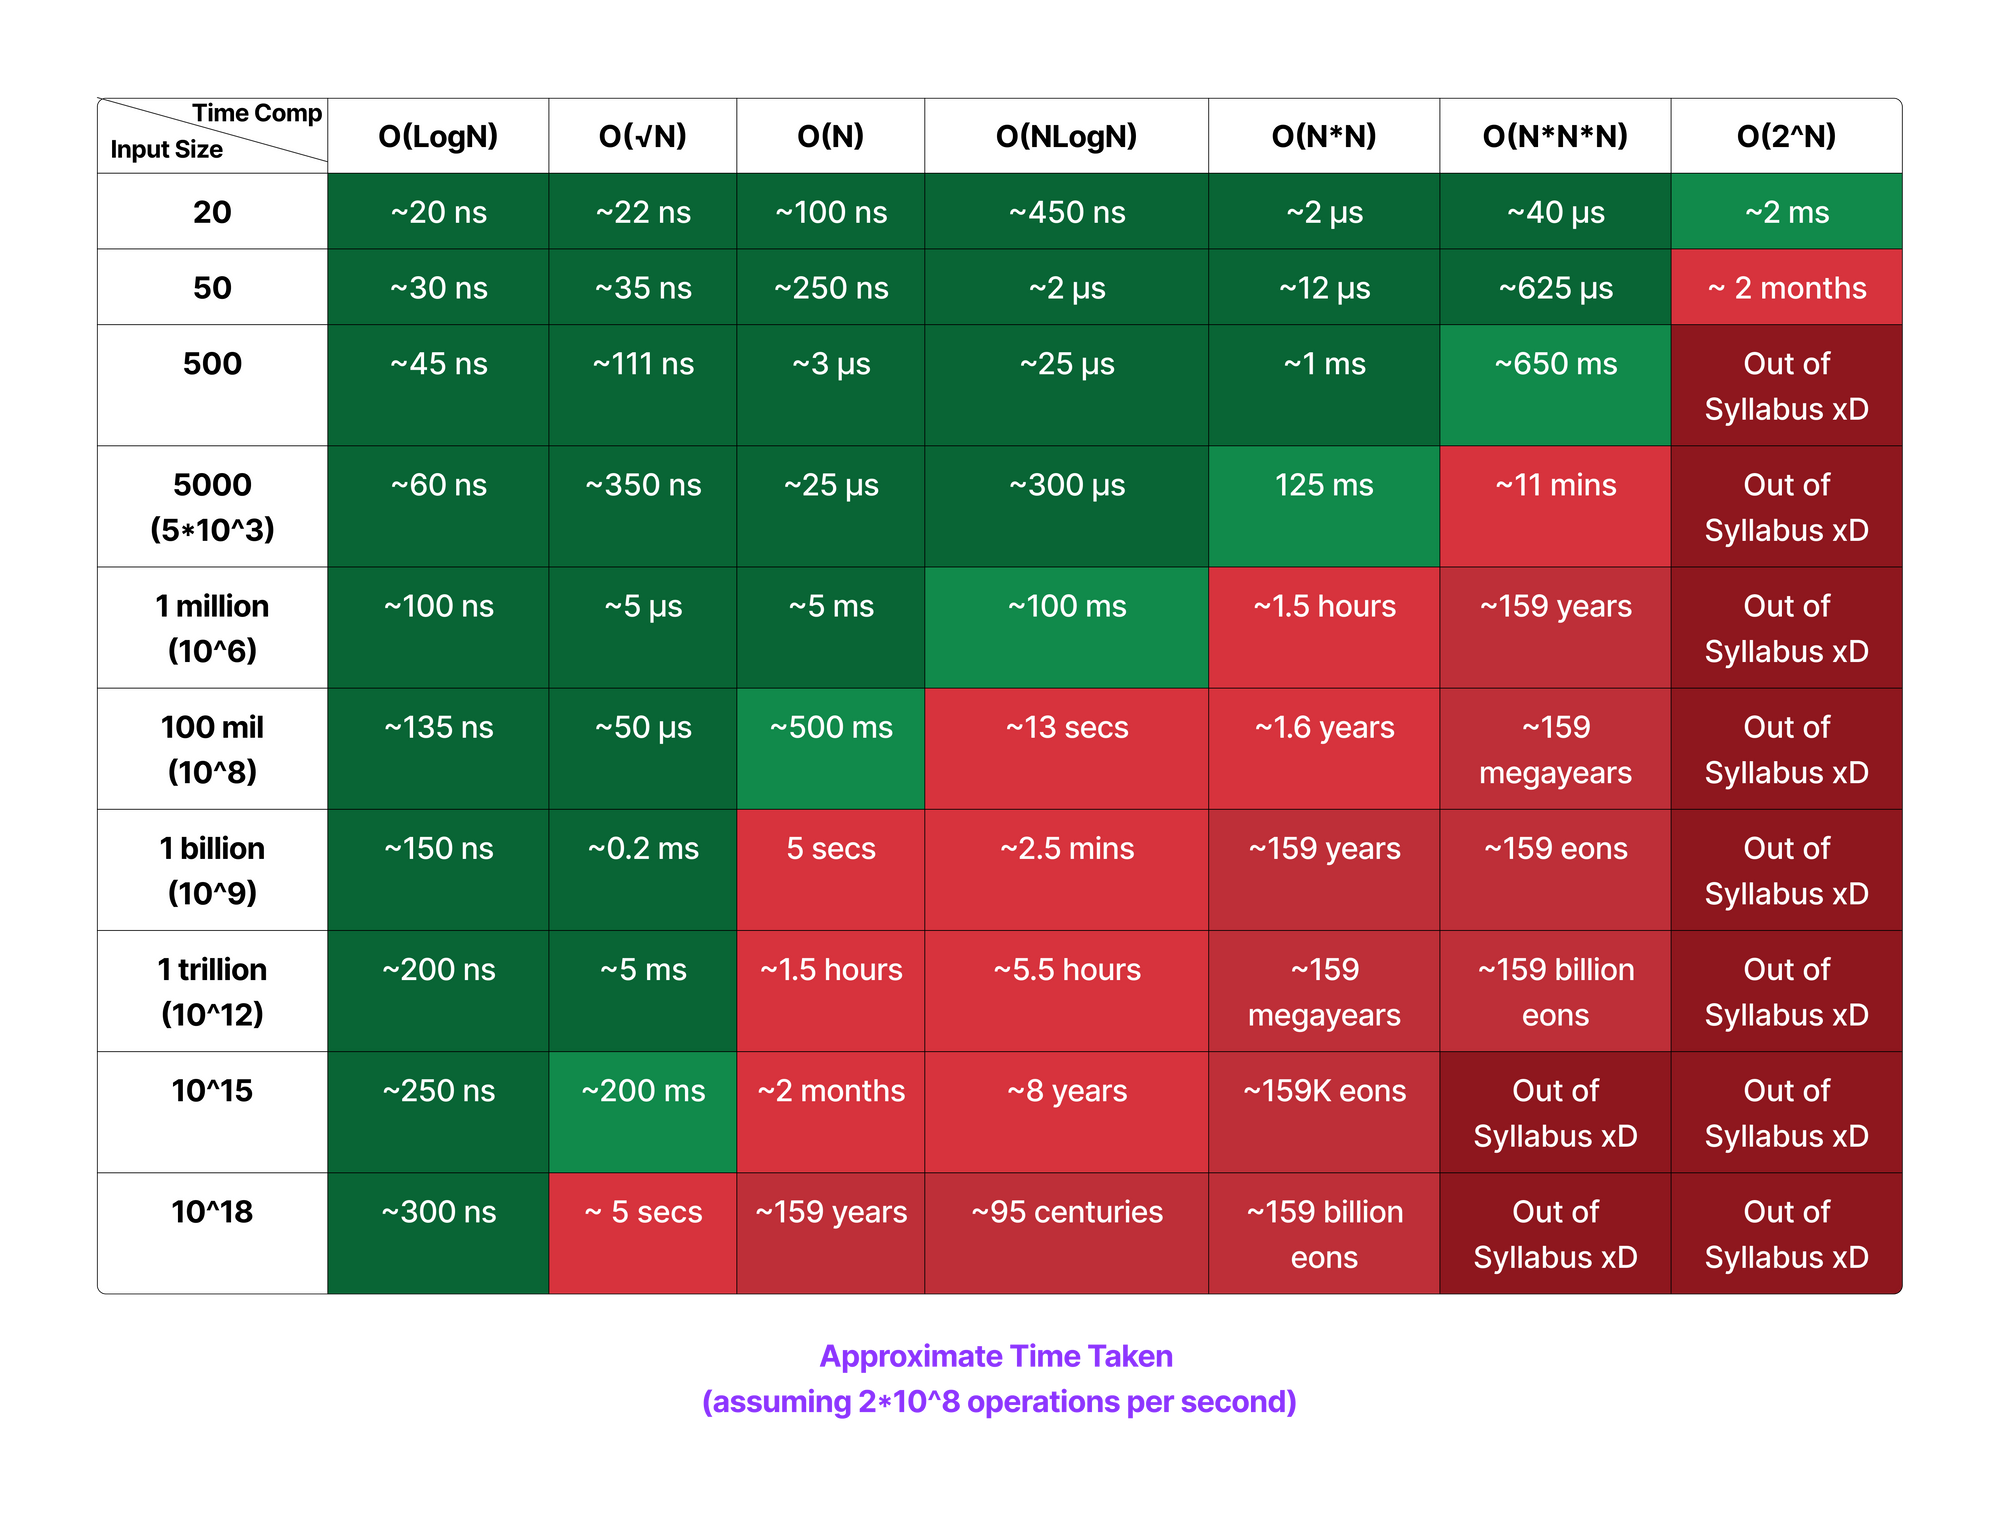 Time Comp
Input Size
O(LogN) O(√N) O(N) O(NLogN) O(N*N) O(N*N*N) O(2^N)
20 ~20 ns ~22 ns ~100 ns ~450 ns ~2 µs ~40 µs ~2 ms
50 ~30 ns ~35 ns ~250 ns ~2 µs ~12 µs ~625 µs ~ 2 months
500 ~45 ns ~111 ns ~3 µs ~25 µs ~1 ms ~650 ms Out of
Syllabus xD
5000 ~60 ns ~350 ns ~25 µs ~300 µs 125 ms ~11 mins Out of
(5*10^3) Syllabus xD
1 million ~100 ns ~5 µs ~5 ms ~100 ms ~1.5 hours ~159 years Out of
(10^6) Syllabus xD
100 mil ~135 ns ~50 µs ~500 ms ~13 secs ~1.6 years ~159 Out of
(10^8) megayears Syllabus xD
1 billion ~150 ns ~0.2 ms 5 secs ~2.5 mins ~159 years ~159 eons Out of
(10^9) Syllabus xD
1 trillion ~200 ns ~5 ms ~1.5 hours ~5.5 hours ~159 ~159 billion Out of
(10^12) megayears eons Syllabus xD
10^15 ~250 ns ~200 ms ~2 months ~8 years ~159K eons Out of Out of
Syllabus xD Syllabus xD
10^18 ~300 ns ~ 5 secs ~159 years ~95 centuries ~159 billion Out of Out of
eons Syllabus xD Syllabus xD
Approximate Time Taken
(assuming 2*10^8 operations per second)